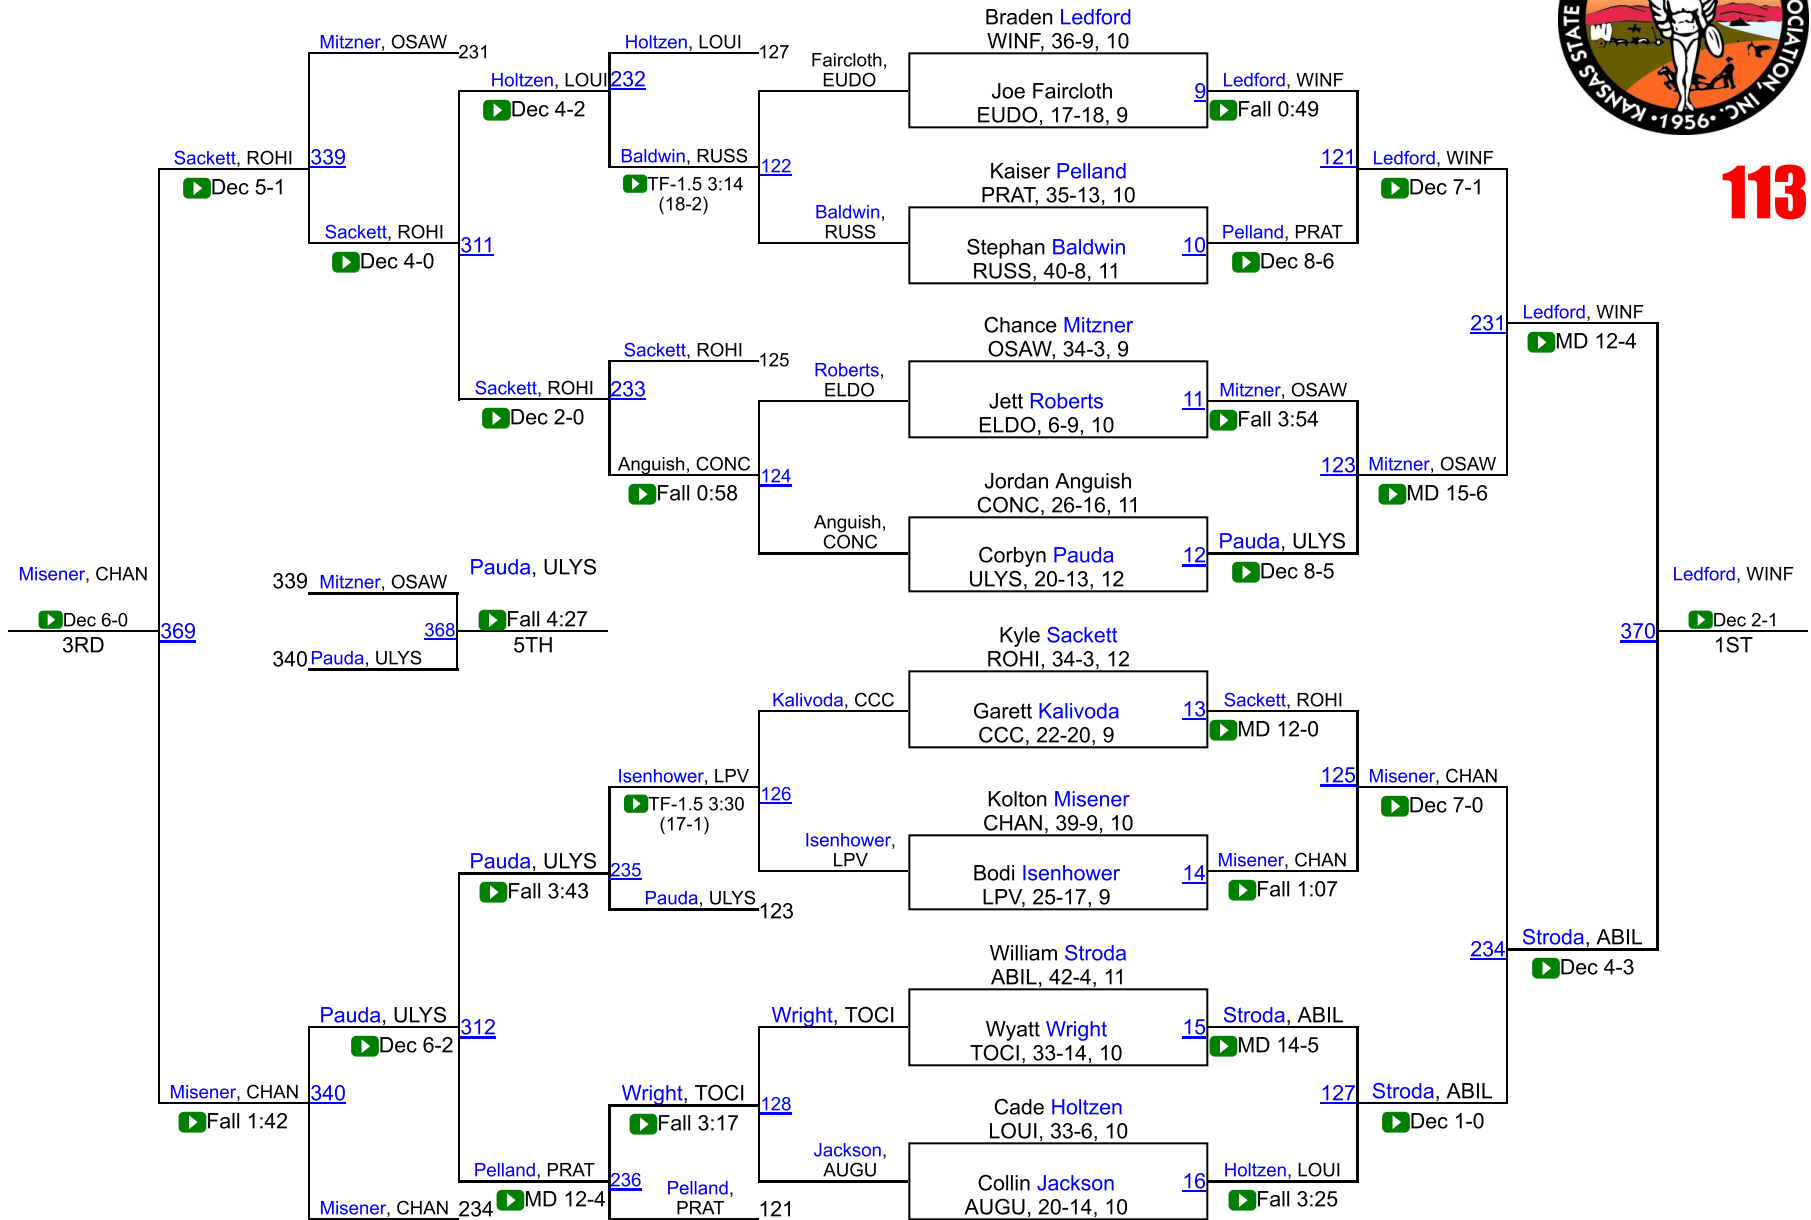 Mitzner, OSAW
231
Holtzen, LOUI
232
Dec 4-2
Holtzen, LOUI
127
Baldwin, RUSS
TF-1.5 3:14
(18-2)
122
Faircloth,
EUDO
Baldwin,
RUSS
Braden Ledford
WINF, 36-9, 10
Joe Faircloth
EUDO, 17-18, 9
9
Ledford, WINF
Fall 0:49
Kaiser Pelland
PRAT, 35-13, 10
Stephan Baldwin
RUSS, 40-8, 11
10
Pelland, PRAT
Dec 8-6
121
Ledford, WINF
Dec 7-1
KANSAS STATE
OCIATION, INC.
•1956•
113
Sackett, ROHI
Dec 5-1
339
Sackett, ROHI
Dec 4-0
311
Sackett, ROHI
Dec 2-0
233
Sackett, ROHI
125
Anguish, CONC
Fall 0:58
124
Roberts,
ELDO
Anguish,
CONC
Chance Mitzner
OSAW, 34-3, 9
Jett Roberts
ELDO, 6-9, 10
11
Mitzner, OSAW
Fall 3:54
Jordan Anguish
CONC, 26-16, 11
Corbyn Pauda
ULYS, 20-13, 12
12
Pauda, ULYS
Dec 8-5
123
Mitzner, OSAW
MD 15-6
231
Ledford, WINF
MD 12-4
Misener, CHAN
Dec 6-0
3RD
369
339
Mitzner, OSAW
340
Pauda, ULYS
368
Pauda, ULYS
Fall 4:27
5TH
370
Ledford, WINF
Dec 2-1
1ST
Kalivoda, CCC
Isenhower, LPV
TF-1.5 3:30
(17-1)
126
Isenhower,
LPV
Kyle Sackett
ROHI, 34-3, 12
Garett Kalivoda
CCC, 22-20, 9
13
Sackett, ROHI
MD 12-0
Kolton Misener
CHAN, 39-9, 10
Bodi Isenhower
LPV, 25-17, 9
14
Misener, CHAN
Fall 1:07
125
Misener, CHAN
Dec 7-0
Pauda, ULYS
Fall 3:43
235
Pauda, ULYS
123
Pauda, ULYS
Dec 6-2
312
Misener, CHAN
Fall 1:42
340
Misener, CHAN
234
Pelland, PRAT
MD 12-4
236
Pelland,
PRAT
121
Wright, TOCI
Fall 3:17
128
Wright, TOCI
Jackson,
AUGU
William Stroda
ABIL, 42-4, 11
Wyatt Wright
TOCI, 33-14, 10
15
Stroda, ABIL
MD 14-5
Cade Holtzen
LOUI, 33-6, 10
Collin Jackson
AUGU, 20-14, 10
16
Holtzen, LOUI
Fall 3:25
127
Stroda, ABIL
Dec 1-0
234
Stroda, ABIL
Dec 4-3